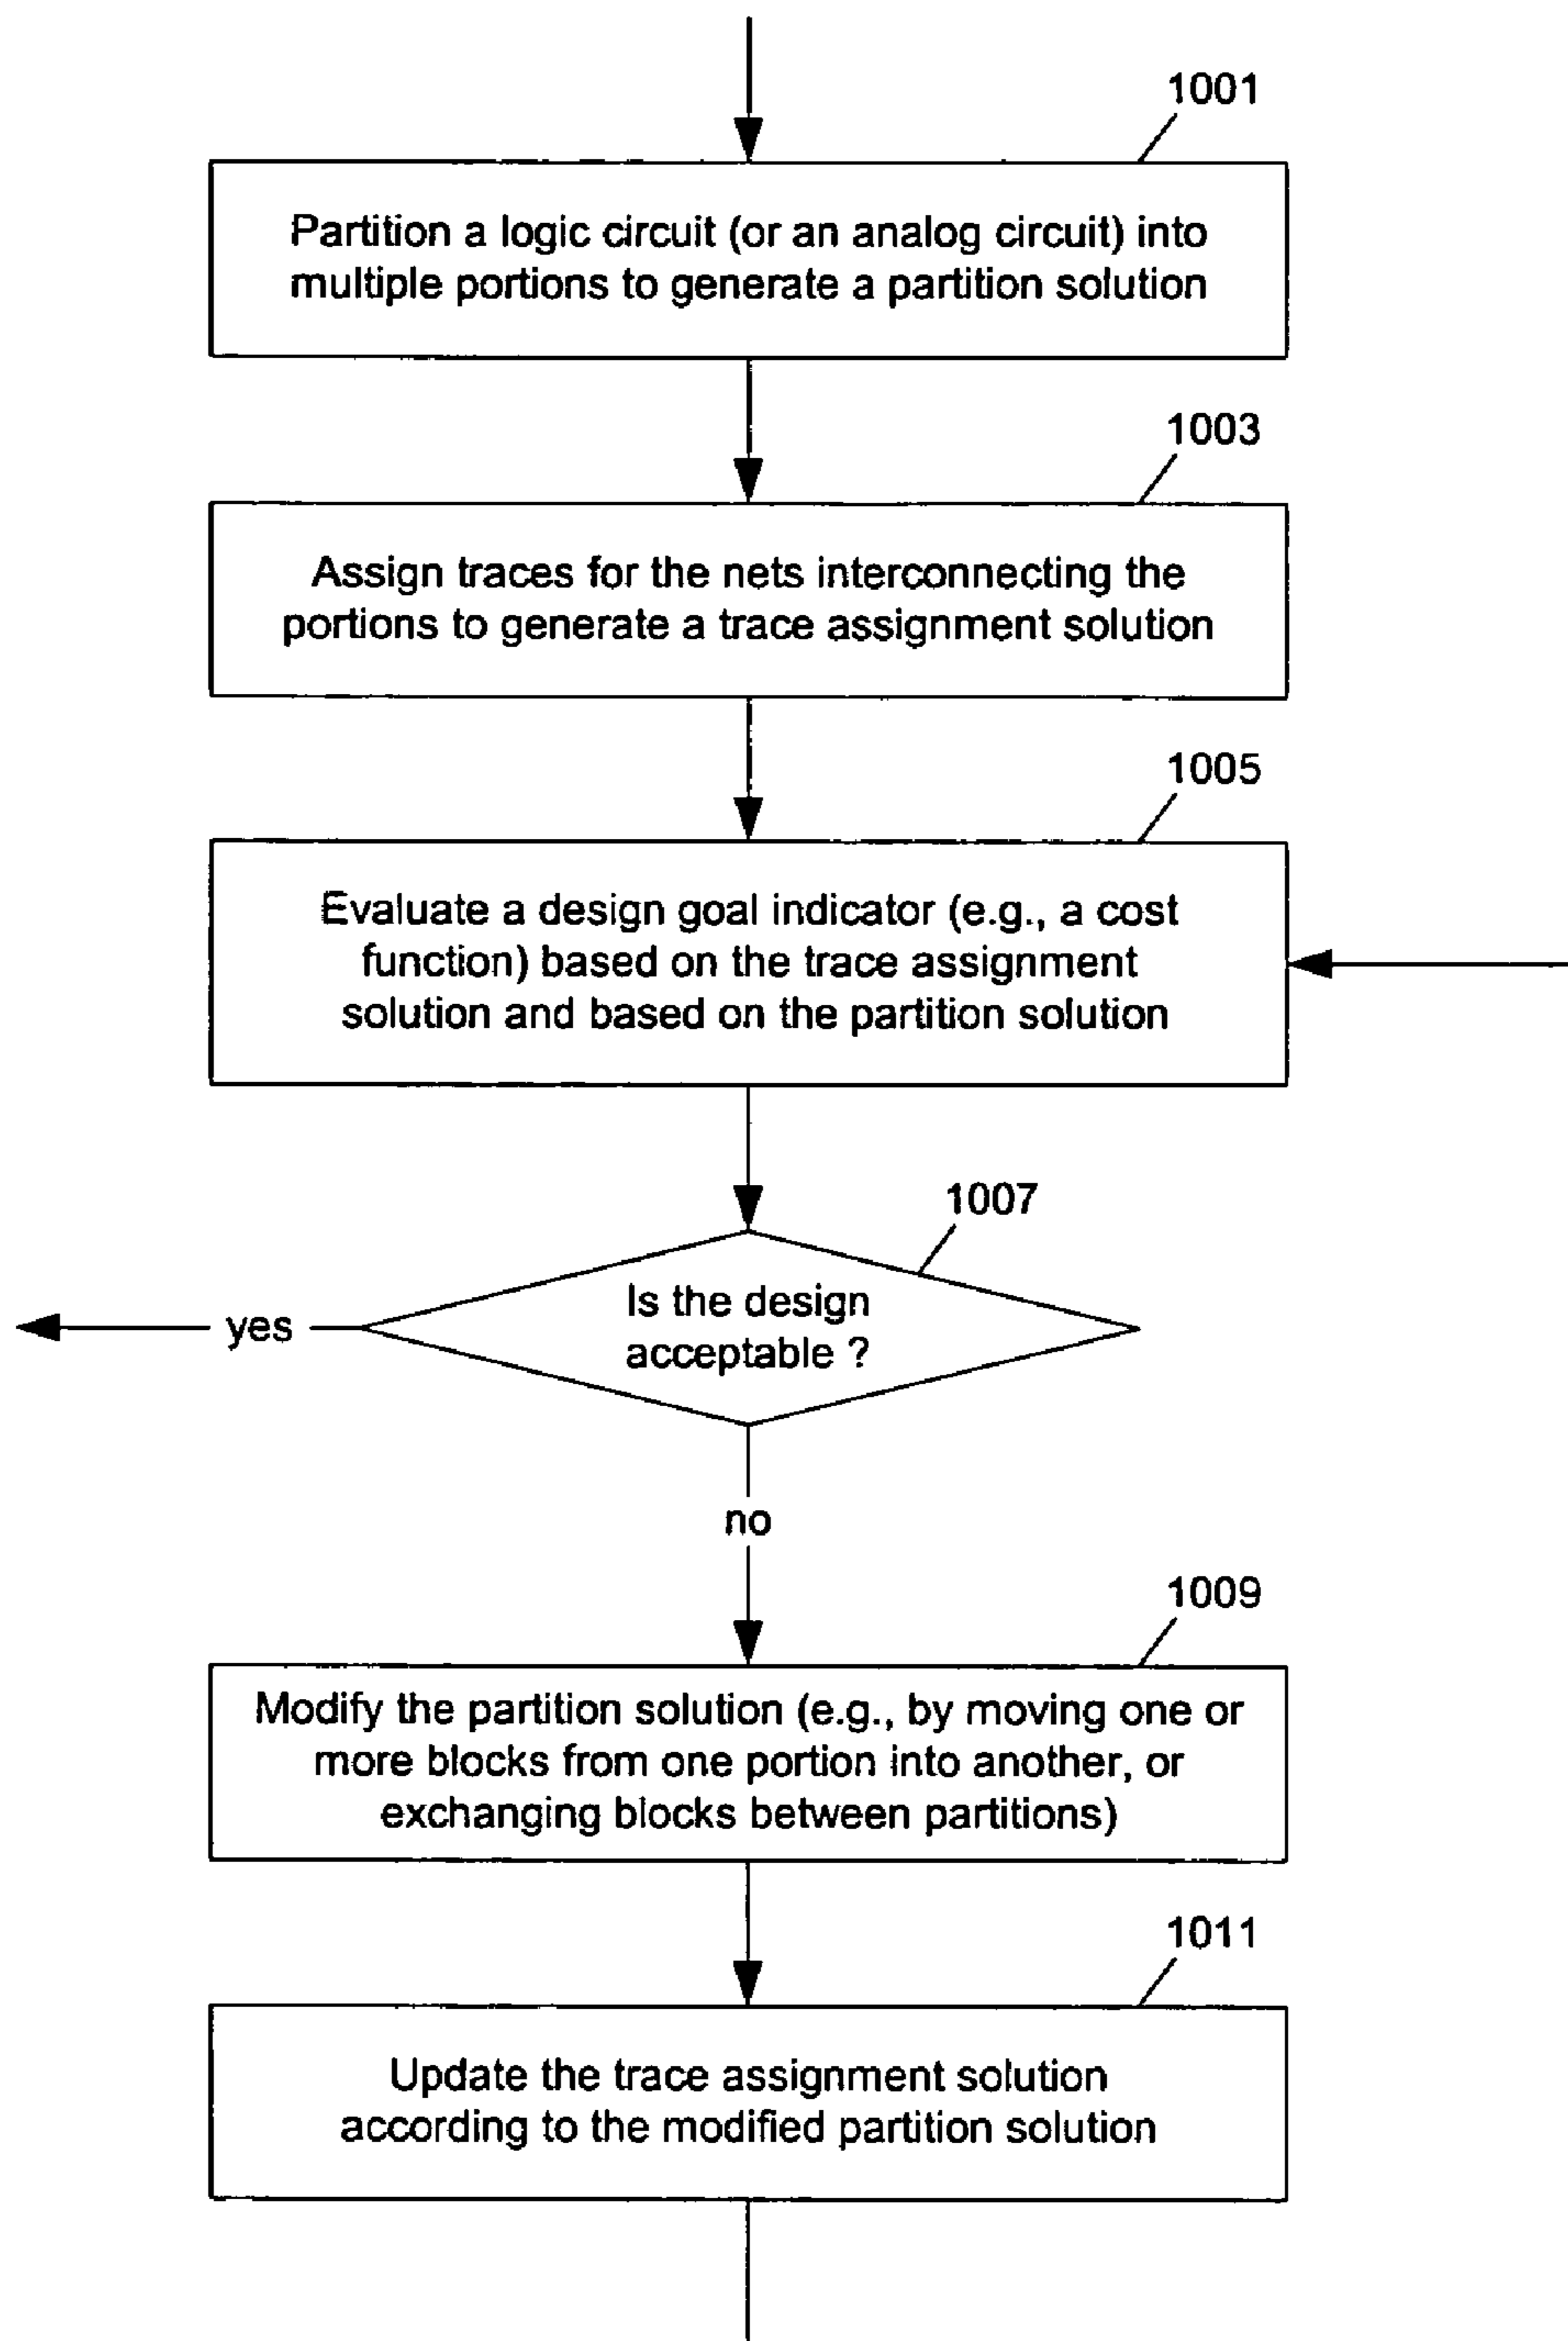 1001
Partition a logic circuit (or an analog circuit) into
multiple portions to generate a partition solution
1003
Assign traces for the nets interconnecting the
portions to generate a trace assignment solution
1005
Evaluate a design goal indicator (e.g., a cost
function) based on the trace assignment
solution and based on the partition solution
1007
Is the design
acceptable ?
yes
no
1009
Modify the partition solution (e.g., by moving one or
more blocks from one portion into another, or
exchanging blocks between partitions)
1011
Update the trace assignment solution
according to the modified partition solution